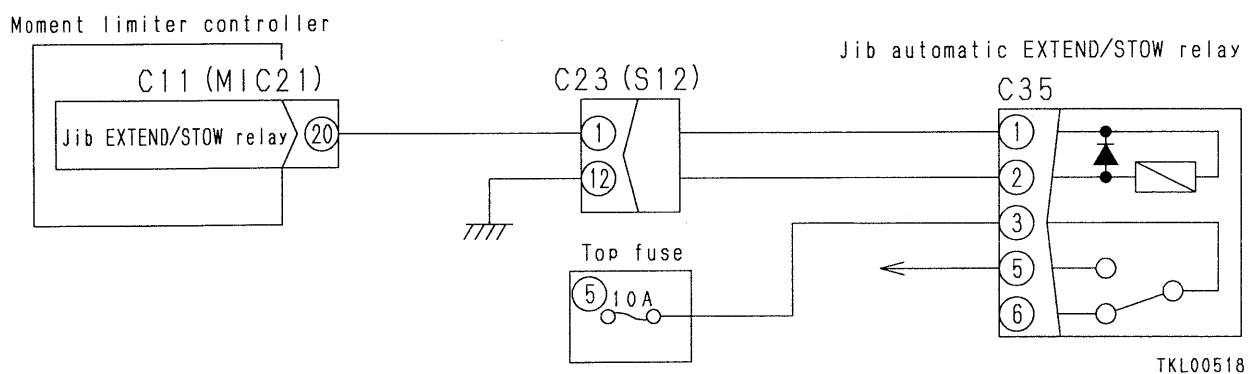 Moment limiter controller
Jib automatic EXTEND/STOW relay
C11 (MIC21)
C23 (S12)
C35
Jib EXTEND/STOW relay
20
1
1
12
2
3
Top fuse
5
5
10A
6
TKL00518